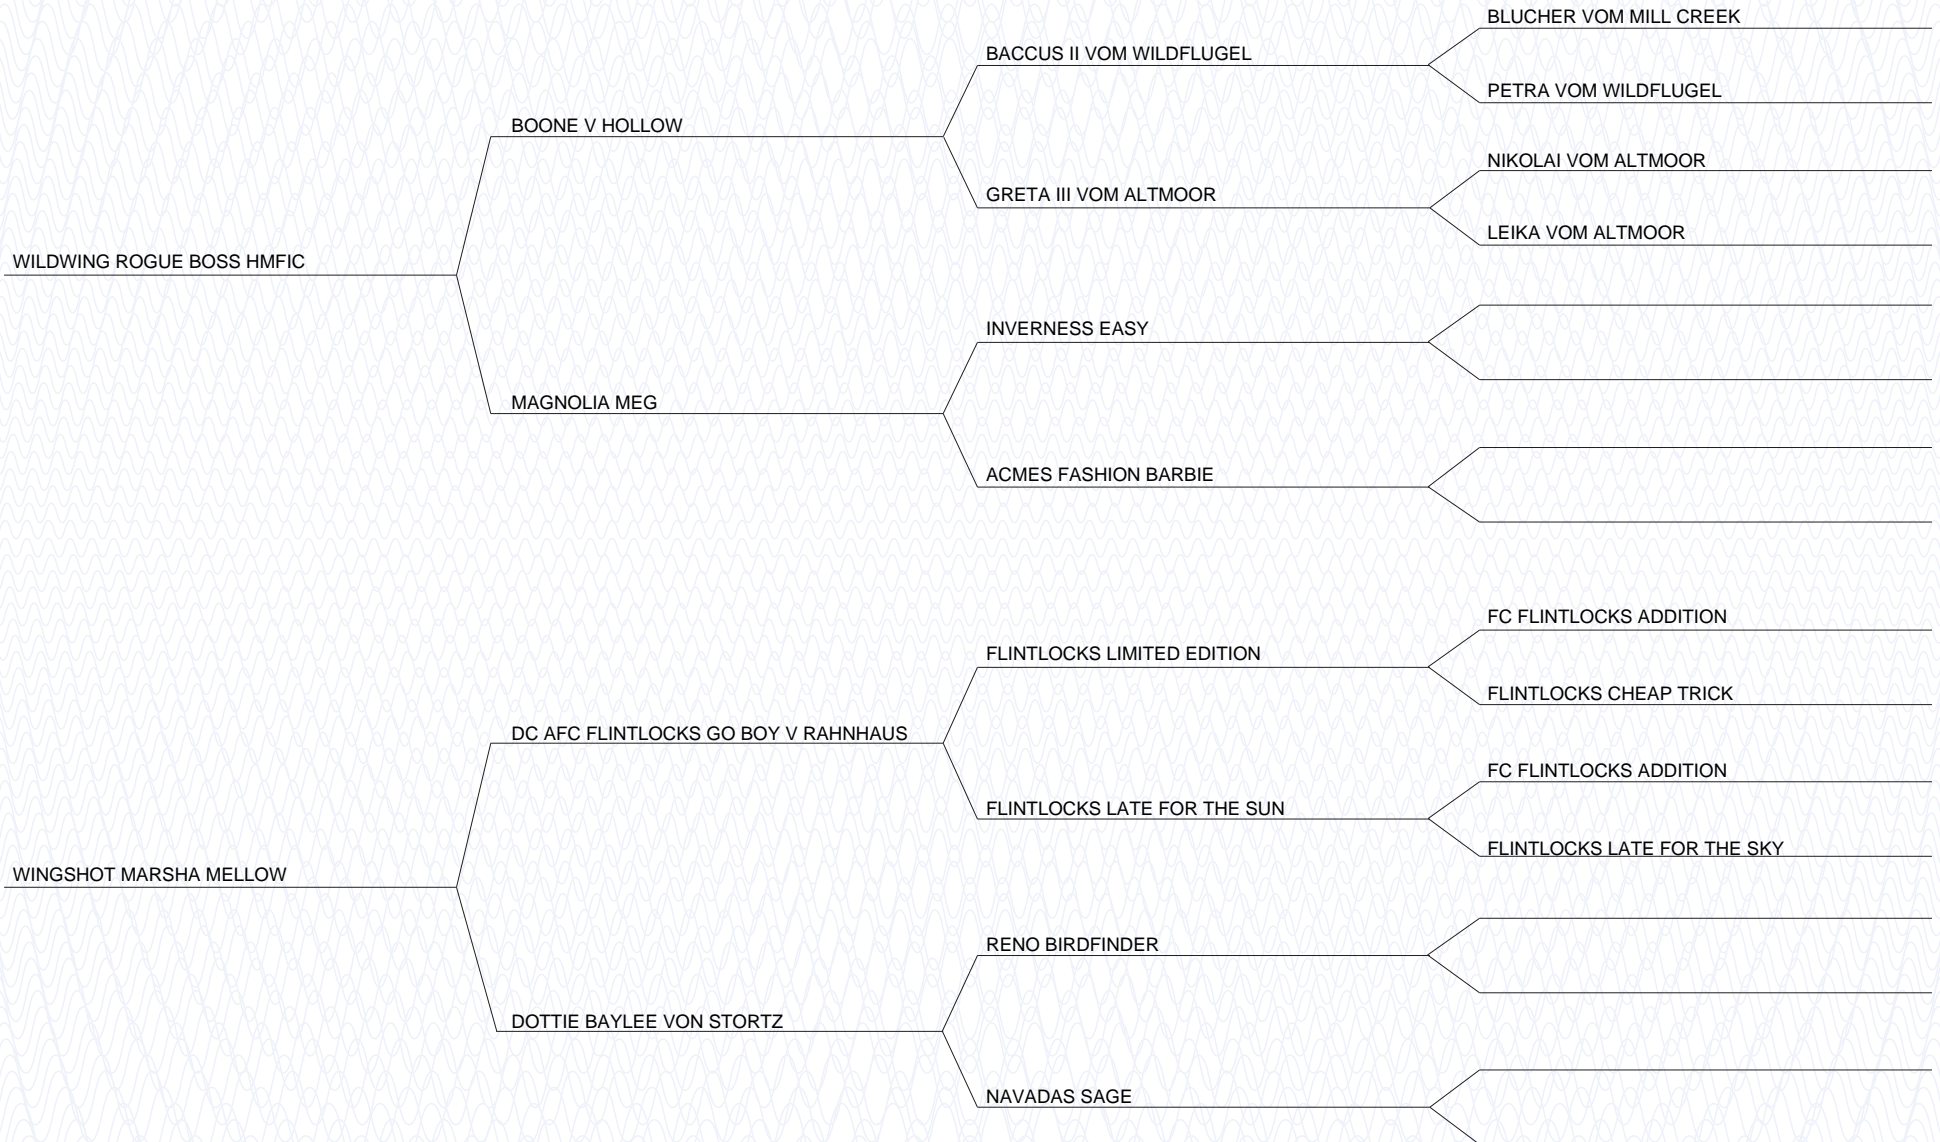 BLUCHER VOM MILL CREEK
BACCUS II VOM WILDFLUGEL
PETRA VOM WILDFLUGEL
BOONE V HOLLOW
NIKOLAI VOM ALTMOOR
GRETA III VOM ALTMOOR
LEIKA VOM ALTMOOR
WILDWING ROGUE BOSS HMFIC
INVERNESS EASY
MAGNOLIA MEG
ACMES FASHION BARBIE
FC FLINTLOCKS ADDITION
FLINTLOCKS LIMITED EDITION
FLINTLOCKS CHEAP TRICK
DC AFC FLINTLOCKS GO BOY V RAHNHAUS
FC FLINTLOCKS ADDITION
FLINTLOCKS LATE FOR THE SUN
FLINTLOCKS LATE FOR THE SKY
WINGSHOT MARSHA MELLOW
RENO BIRDFINDER
DOTTIE BAYLEE VON STORTZ
NAVADAS SAGE